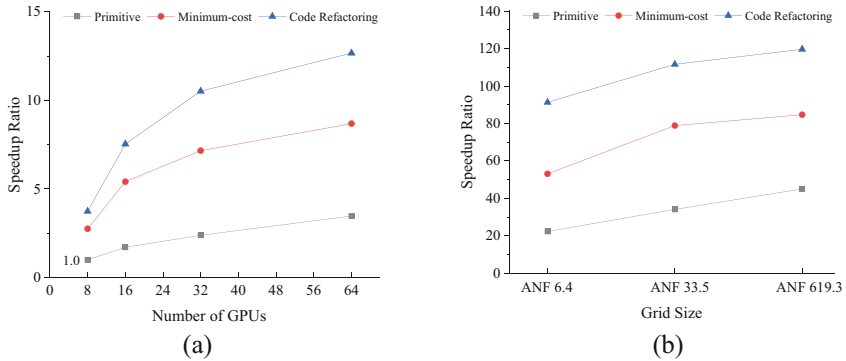 Primitive Minimum-cost Code Refactoring
15
10
5
0
Speedup Ratio
1.0
0 8 16 24 32 40 48 56 64
Number of GPUs
(a)
Primitive Minimum-cost Code Refactoring
140
120
100
80
60
40
20
0
Speedup Ratio
ANF 6.4 ANF 33.5 ANF 619.3
Grid Size
(b)